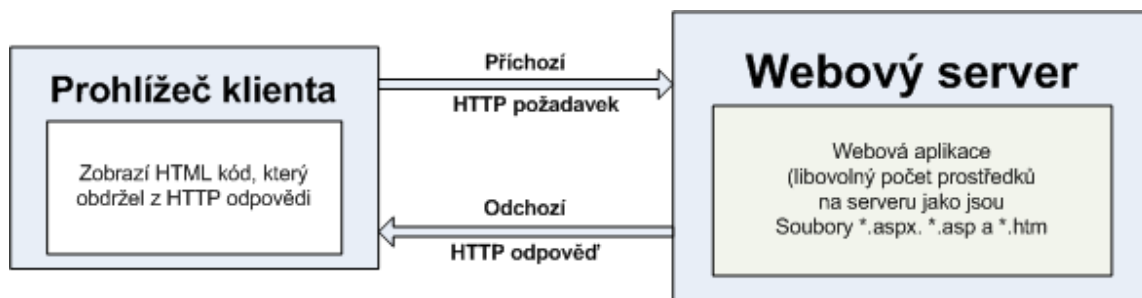 Prohlížeč klienta
Zobrazí HTML kód, který
obdržel z HTTP odpovědi
Příchozí
HTTP požadavek
Odchozí
HTTP odpověď
Webový server
Webová aplikace
(libovolný počet prostředků
na serveru jako jsou
Soubory *.aspx. *.asp a *.htm